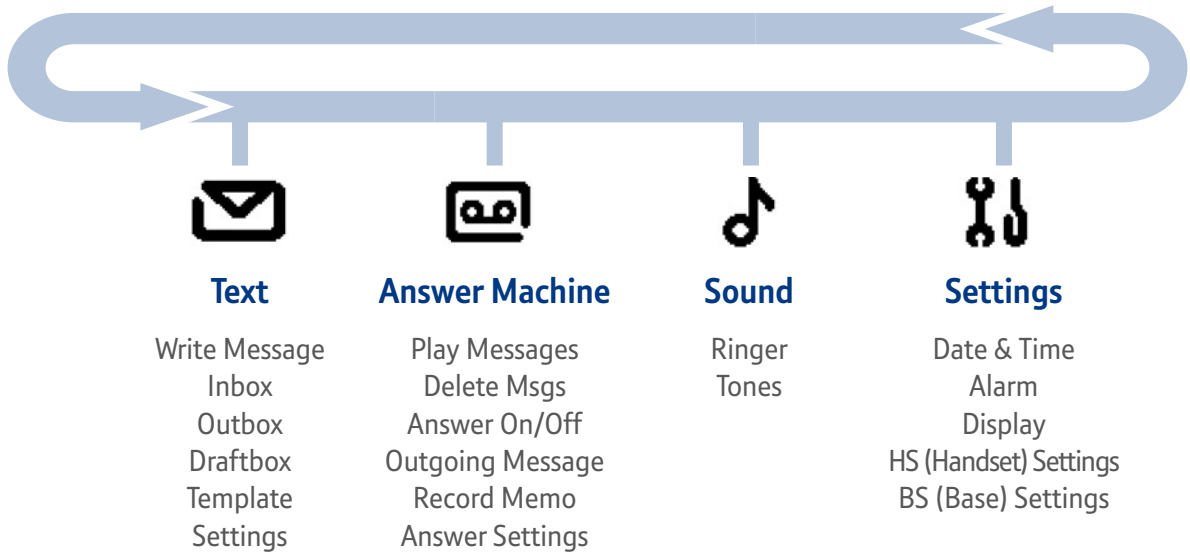 Text
Write Message
Inbox
Outbox
Draftbox
Template
Settings
Answer Machine
Play Messages
Delete Msgs
Answer On/Off
Outgoing Message
Record Memo
Answer Settings
Sound
Ringer
Tones
Settings
Date & Time
Alarm
Display
HS (Handset) Settings
BS (Base) Settings